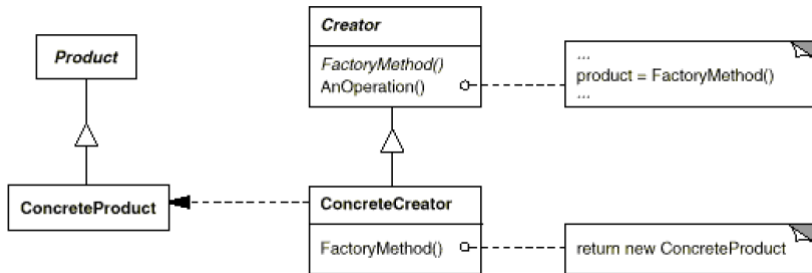 Creator
Product
FactoryMethod()
AnOperation()
...
product = FactoryMethod()
...
ConcreteProduct
ConcreteCreator
FactoryMethod()
return new ConcreteProduct